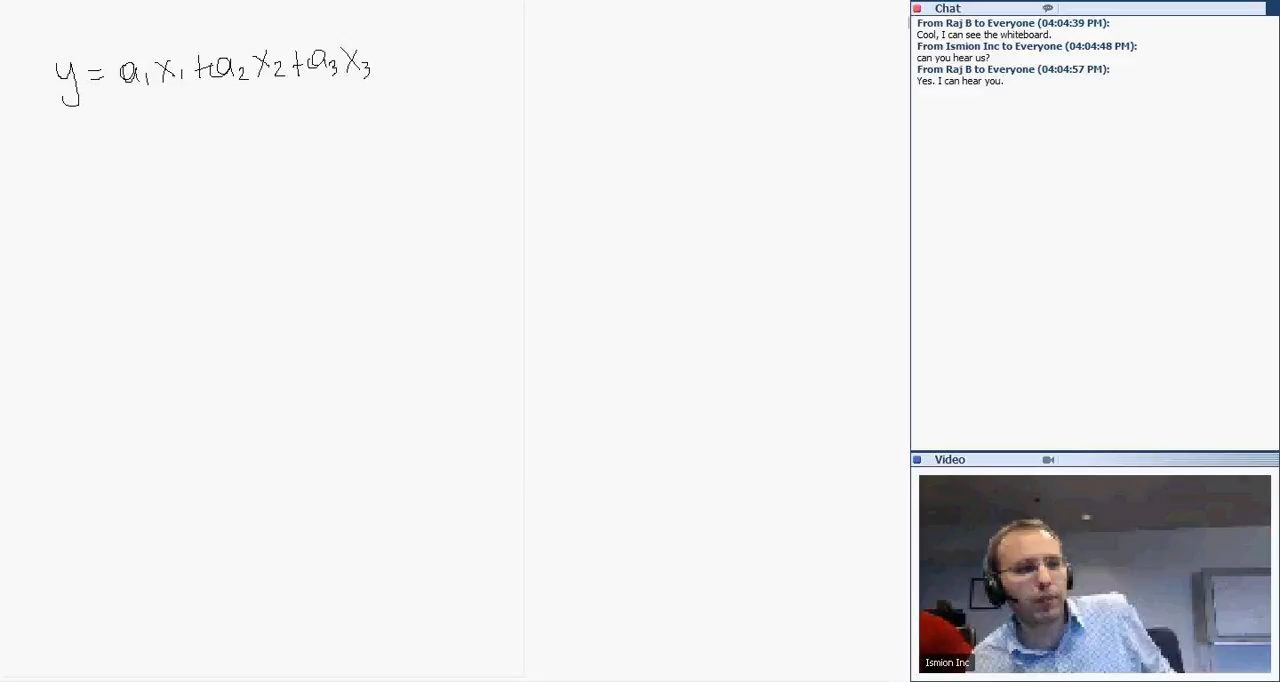 y = a₁x₁ + a₂x₂ + a₃x₃
Chat
From Raj B to Everyone (04:04:39 PM):
Cool, I can see the whiteboard.
From Ismion Inc to Everyone (04:04:48 PM):
can you hear us?
From Raj B to Everyone (04:04:57 PM):
Yes. I can hear you.
Video
Ismion Inc